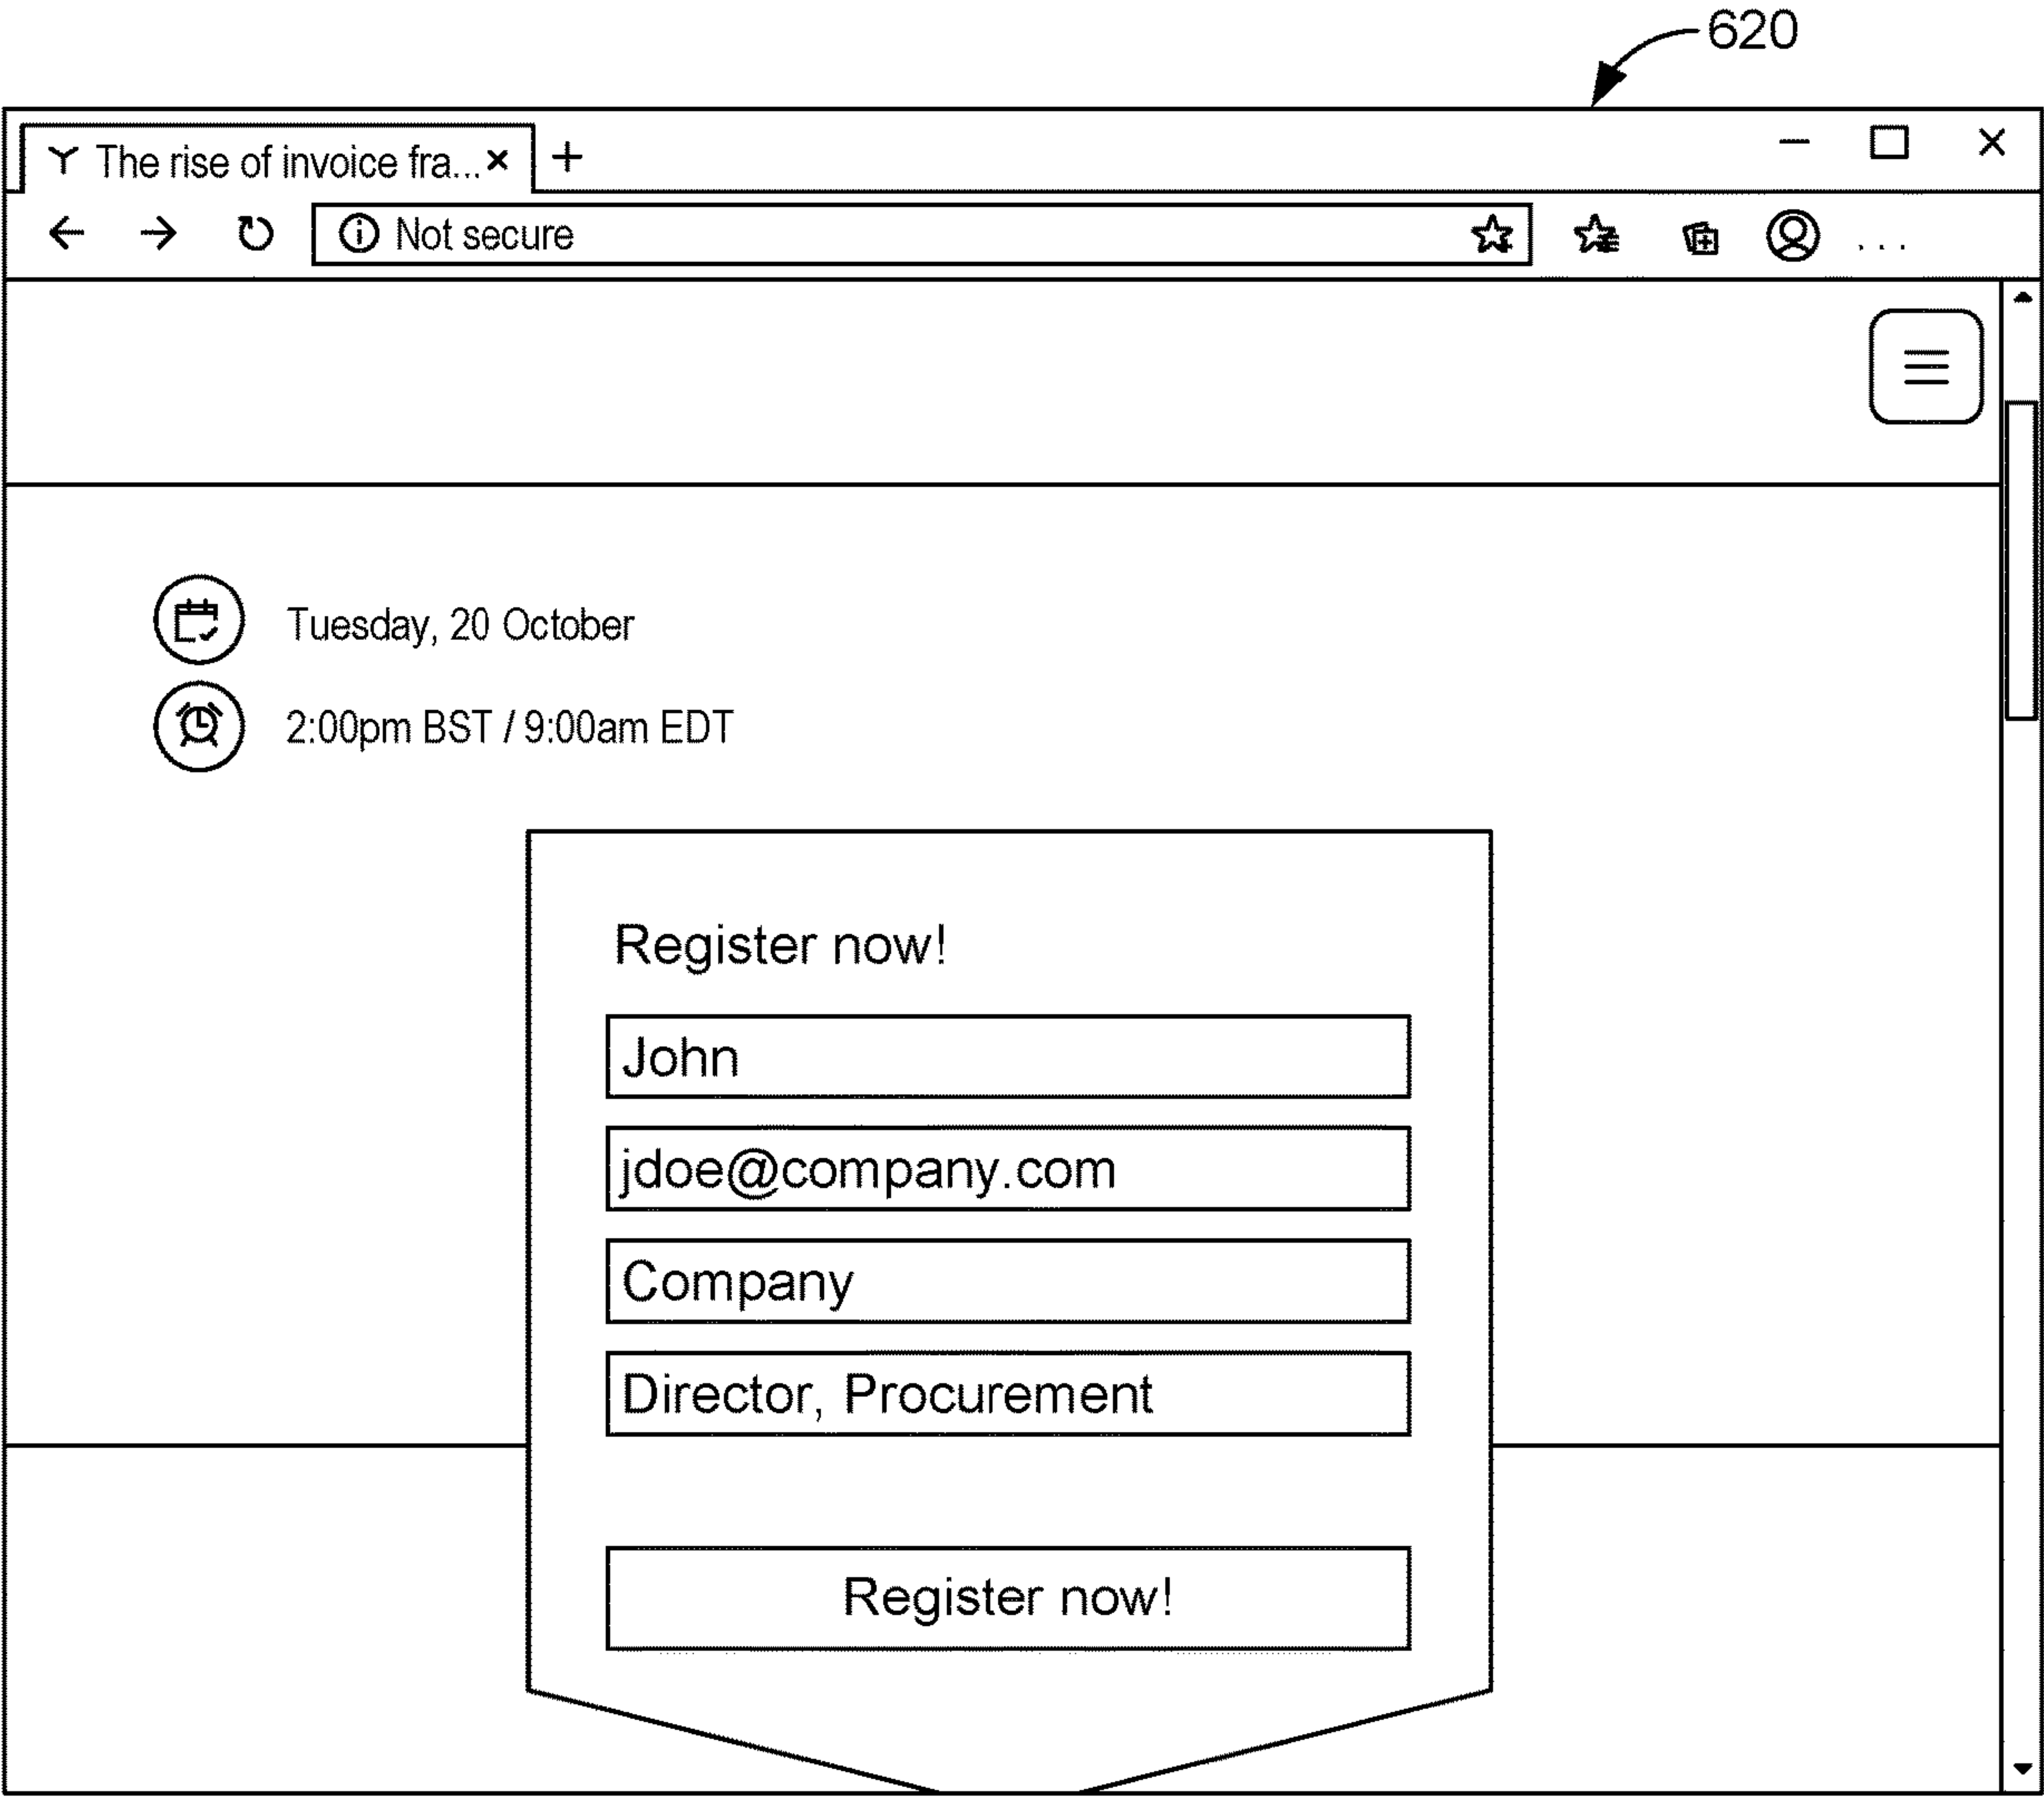 620
The rise of invoice fra...
Not secure
Tuesday, 20 October
2:00pm BST / 9:00am EDT
Register now!
John
jdoe@company.com
Company
Director, Procurement
Register now!